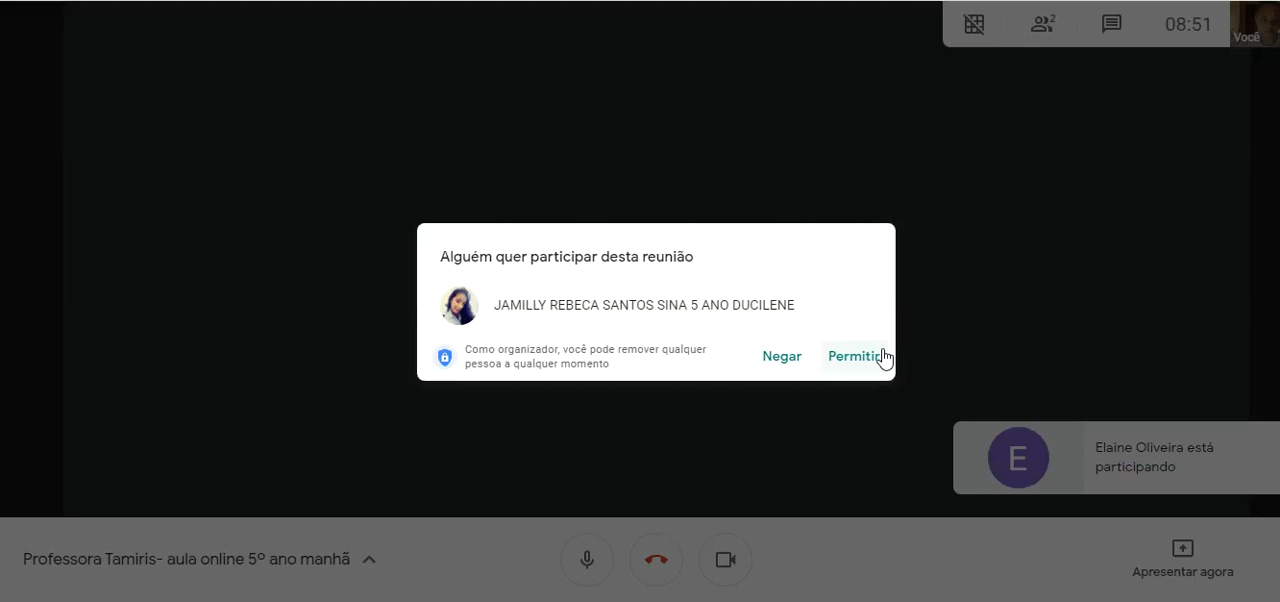 2
08:51
Você
Alguém quer participar desta reunião
JAMILLY REBECA SANTOS SINA 5 ANO DUCILENE
Como organizador, você pode remover qualquer
pessoa a qualquer momento
Negar
Permitir
E
Elaine Oliveira está
participando
Professora Tamiris- aula online 5º ano manhã
Apresentar agora